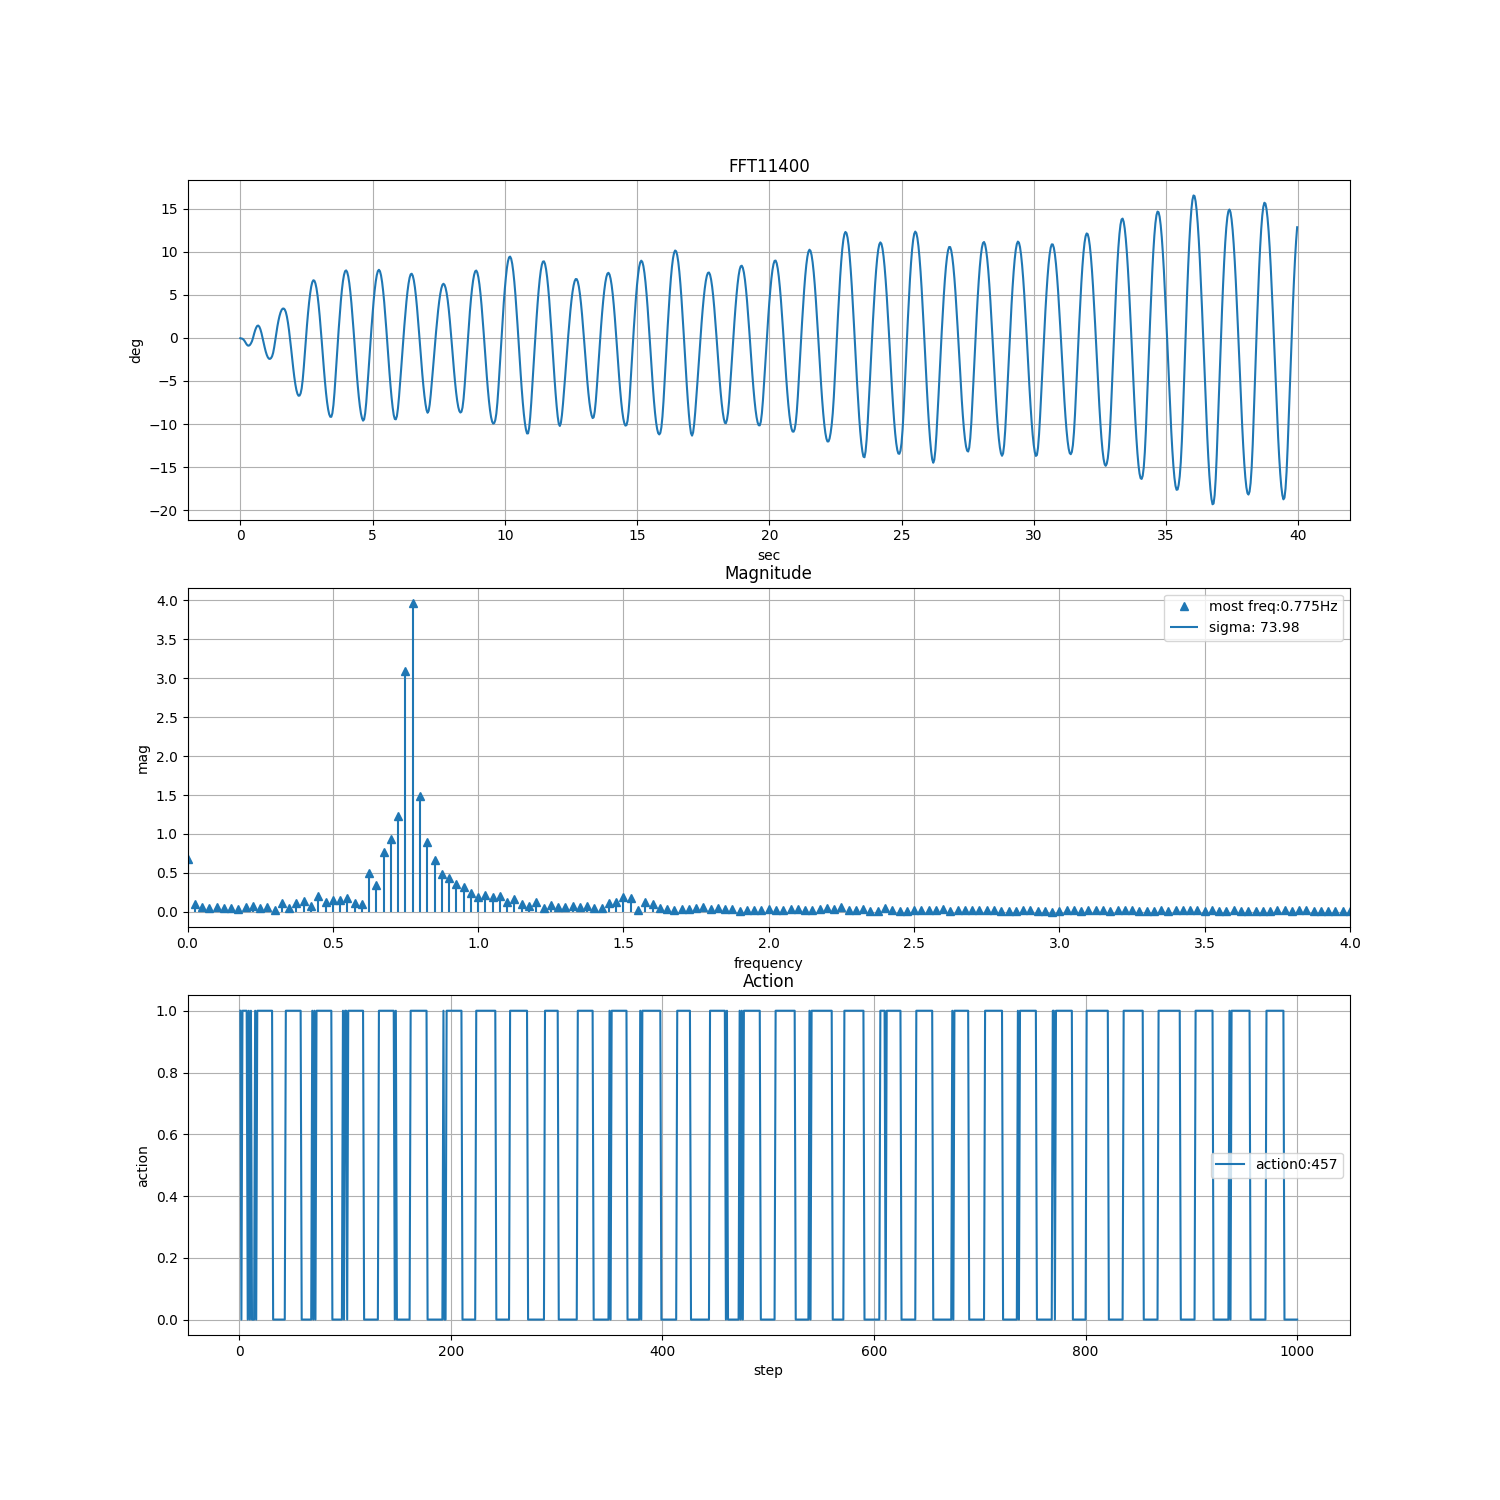 FFT11400
15
10
5
0
−5
−10
−15
−20
deg
0 5 10 15 20 25 30 35 40
sec
Magnitude
4.0
3.5
3.0
2.5
2.0
1.5
1.0
0.5
0.0
mag
most freq:0.775Hz
sigma: 73.98
0.0 0.5 1.0 1.5 2.0 2.5 3.0 3.5 4.0
frequency
Action
1.0
0.8
0.6
0.4
0.2
0.0
action
action0:457
0 200 400 600 800 1000
step